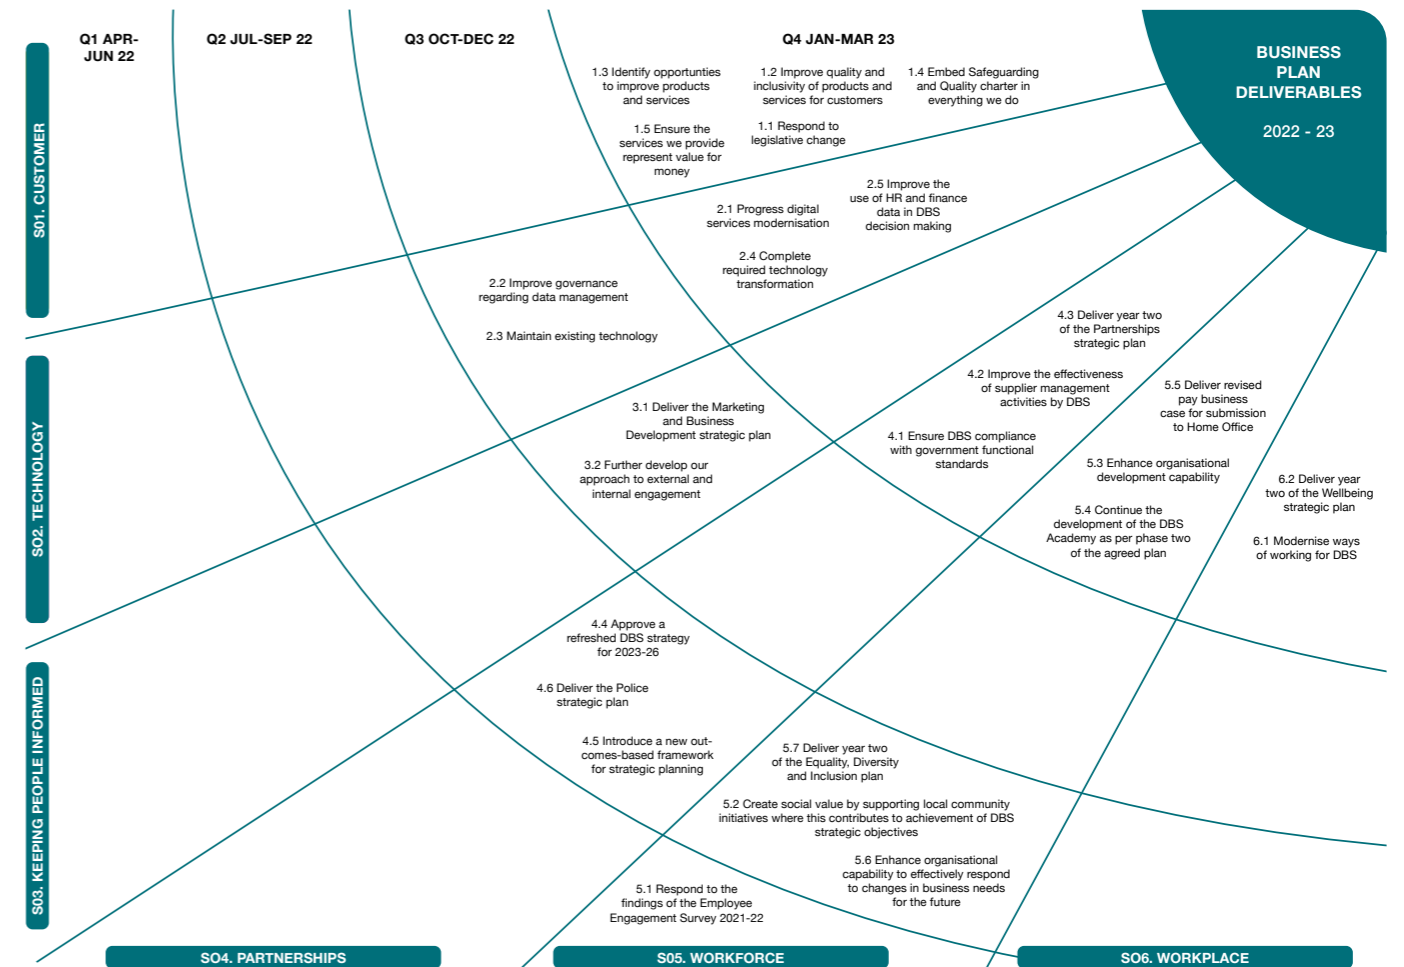 Q1 APR-
JUN 22
Q2 JUL-SEP 22
Q3 OCT-DEC 22
Q4 JAN-MAR 23
BUSINESS
PLAN
DELIVERABLES
2022 - 23
S01. CUSTOMER
1.3 Identify opportunties
to improve products
and services
1.2 Improve quality and
inclusivity of products and
services for customers
1.4 Embed Safeguarding
and Quality charter in
everything we do
1.5 Ensure the
services we provide
represent value for
money
1.1 Respond to
legislative change
SO2. TECHNOLOGY
2.5 Improve the
use of HR and finance
data in DBS
decision making
2.1 Progress digital
services modernisation
2.4 Complete
required technology
transformation
2.2 Improve governance
regarding data management
2.3 Maintain existing technology
S03. KEEPING PEOPLE INFORMED
3.1 Deliver the Marketing
and Business
Development strategic plan
3.2 Further develop our
approach to external and
internal engagement
4.3 Deliver year two
of the Partnerships
strategic plan
4.2 Improve the effectiveness
of supplier management
activities by DBS
4.1 Ensure DBS compliance
with government functional
standards
4.4 Approve a
refreshed DBS strategy
for 2023-26
4.6 Deliver the Police
strategic plan
4.5 Introduce a new out-
comes-based framework
for strategic planning
5.5 Deliver revised
pay business
case for submission
to Home Office
5.3 Enhance organisational
development capability
5.4 Continue the
development of the DBS
Academy as per phase two
of the agreed plan
5.7 Deliver year two
of the Equality, Diversity
and Inclusion plan
5.2 Create social value by supporting local community
initiatives where this contributes to achievement of DBS
strategic objectives
5.6 Enhance organisational
capability to effectively respond
to changes in business needs
for the future
5.1 Respond to the
findings of the Employee
Engagement Survey 2021-22
6.2 Deliver year
two of the Wellbeing
strategic plan
6.1 Modernise ways
of working for DBS
SO4. PARTNERSHIPS
S05. WORKFORCE
SO6. WORKPLACE